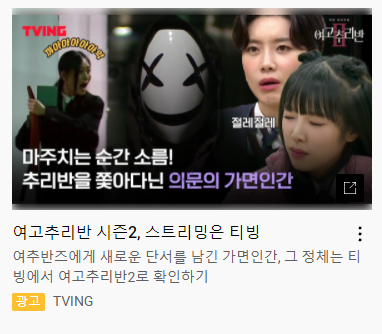 TVING
꺄아아아아아악
여고추리반
II
절레절레
마주치는 순간 소름!
추리반을 쫓아다닌 의문의 가면인간
여고추리반 시즌2, 스트리밍은 티빙
여추반즈에게 새로운 단서를 남긴 가면인간, 그 정체는 티
빙에서 여고추리반2로 확인하기
광고 TVING